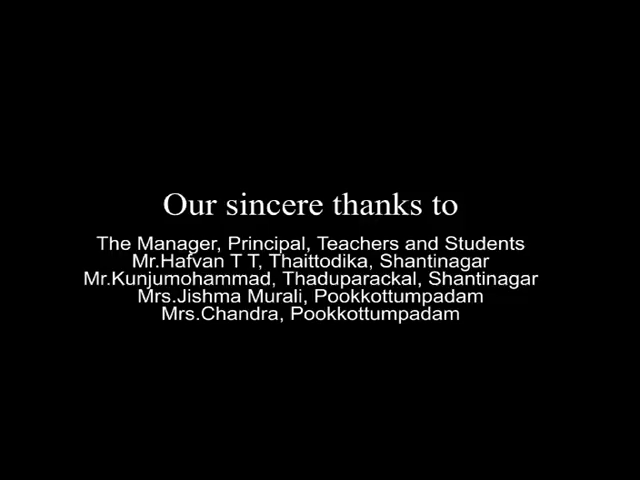 Our sincere thanks to
The Manager, Principal, Teachers and Students
Mr.Hafvan T T, Thaittodika, Shantinagar
Mr.Kunjumohammad, Thaduparackal, Shantinagar
Mrs.Jishma Murali, Pookkottumpadam
Mrs.Chandra, Pookkottumpadam